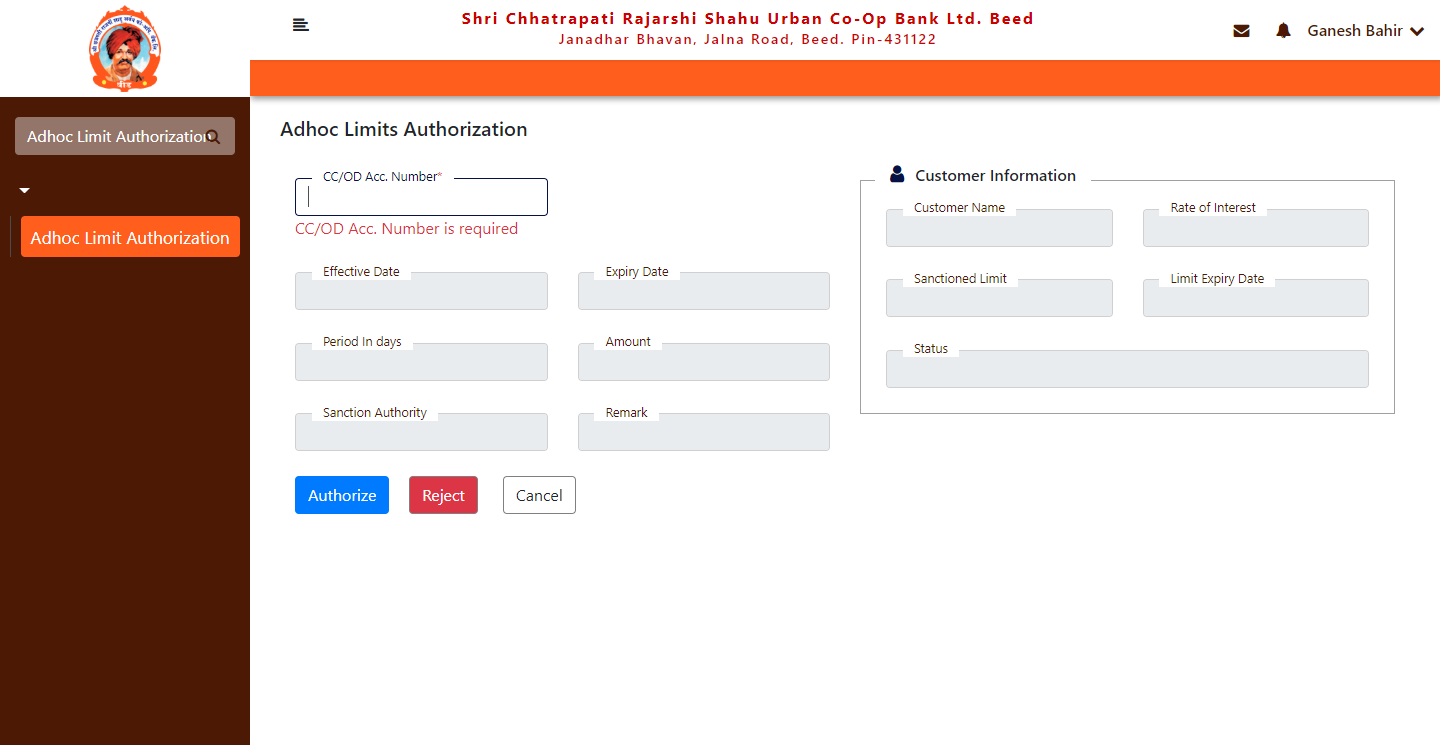 Shri Chhatrapati Rajarshi Shahu Urban Co-Op Bank Ltd. Beed
Janadhar Bhavan, Jalna Road, Beed. Pin-431122
Ganesh Bahir
बीड
Adhoc Limit Authorization
Adhoc Limit Authorization
Adhoc Limits Authorization
CC/OD Acc. Number*
CC/OD Acc. Number is required
Effective Date
Expiry Date
Period In days
Amount
Sanction Authority
Remark
Authorize
Reject
Cancel
Customer Information
Customer Name
Rate of Interest
Sanctioned Limit
Limit Expiry Date
Status